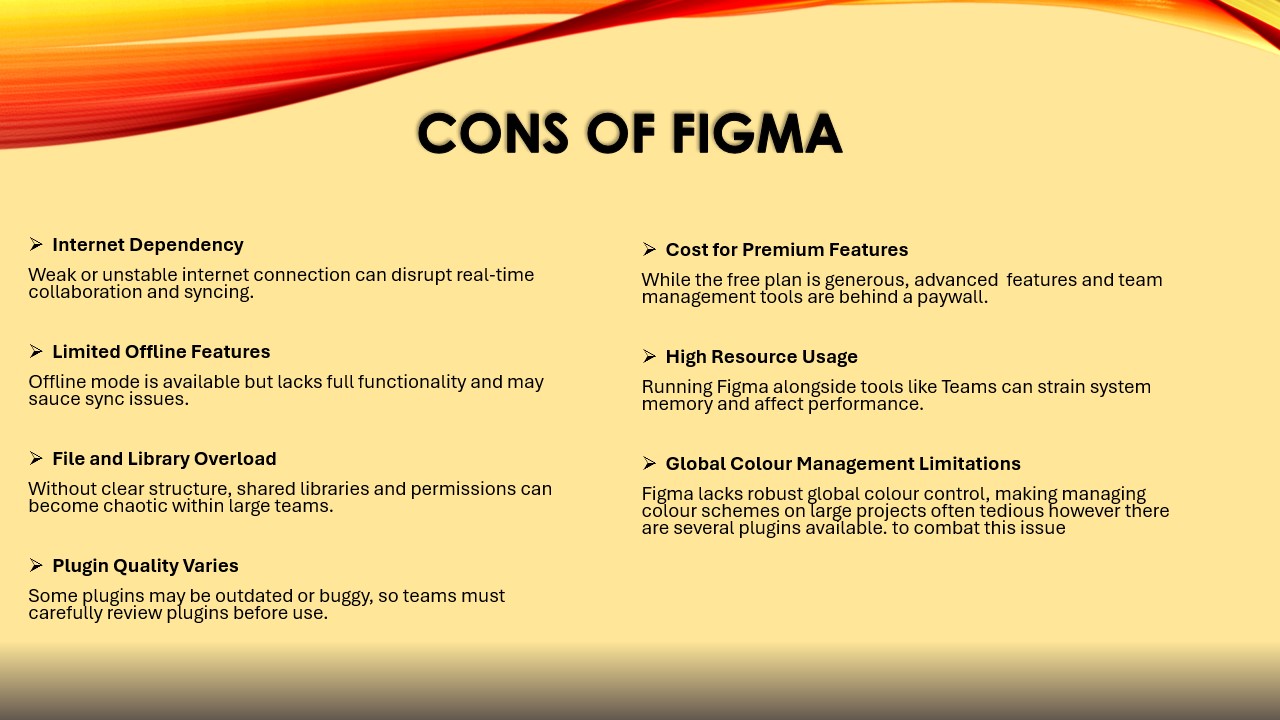 CONS OF FIGMA
➢ Internet Dependency
Weak or unstable internet connection can disrupt real-time
collaboration and syncing.
➢ Limited Offline Features
Offline mode is available but lacks full functionality and may
sauce sync issues.
➢ File and Library Overload
Without clear structure, shared libraries and permissions can
become chaotic within large teams.
➢ Plugin Quality Varies
Some plugins may be outdated or buggy, so teams must
carefully review plugins before use.
➢ Cost for Premium Features
While the free plan is generous, advanced  features and team
management tools are behind a paywall.
➢ High Resource Usage
Running Figma alongside tools like Teams can strain system
memory and affect performance.
➢ Global Colour Management Limitations
Figma lacks robust global colour control, making managing
colour schemes on large projects often tedious however there
are several plugins available. to combat this issue